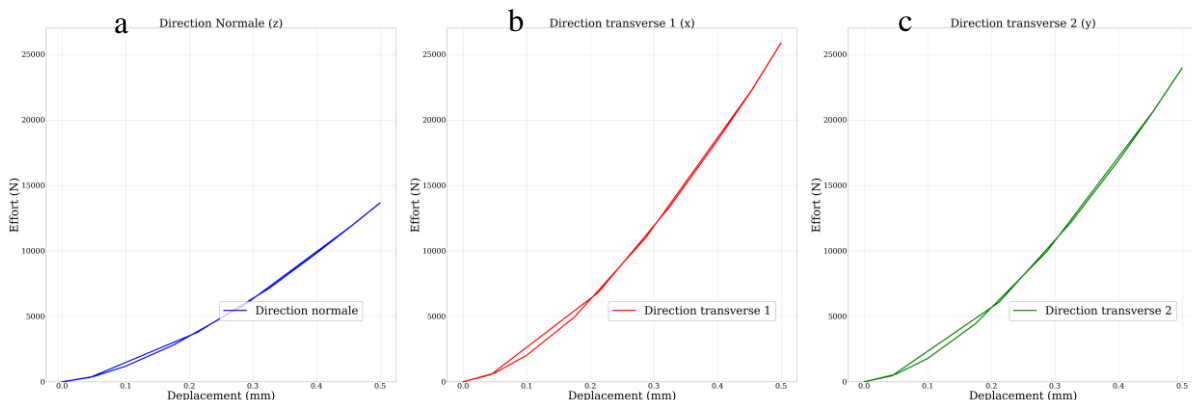 a
Direction Normale (z)
25000
20000
15000
10000
5000
0
Effort (N)
Direction normale
0.0 0.1 0.2 0.3 0.4 0.5
Deplacement (mm)
b
Direction transverse 1 (x)
25000
20000
15000
10000
5000
0
Effort (N)
Direction transverse 1
0.0 0.1 0.2 0.3 0.4 0.5
Deplacement (mm)
c
Direction transverse 2 (y)
25000
20000
15000
10000
5000
0
Effort (N)
Direction transverse 2
0.0 0.1 0.2 0.3 0.4 0.5
Deplacement (mm)